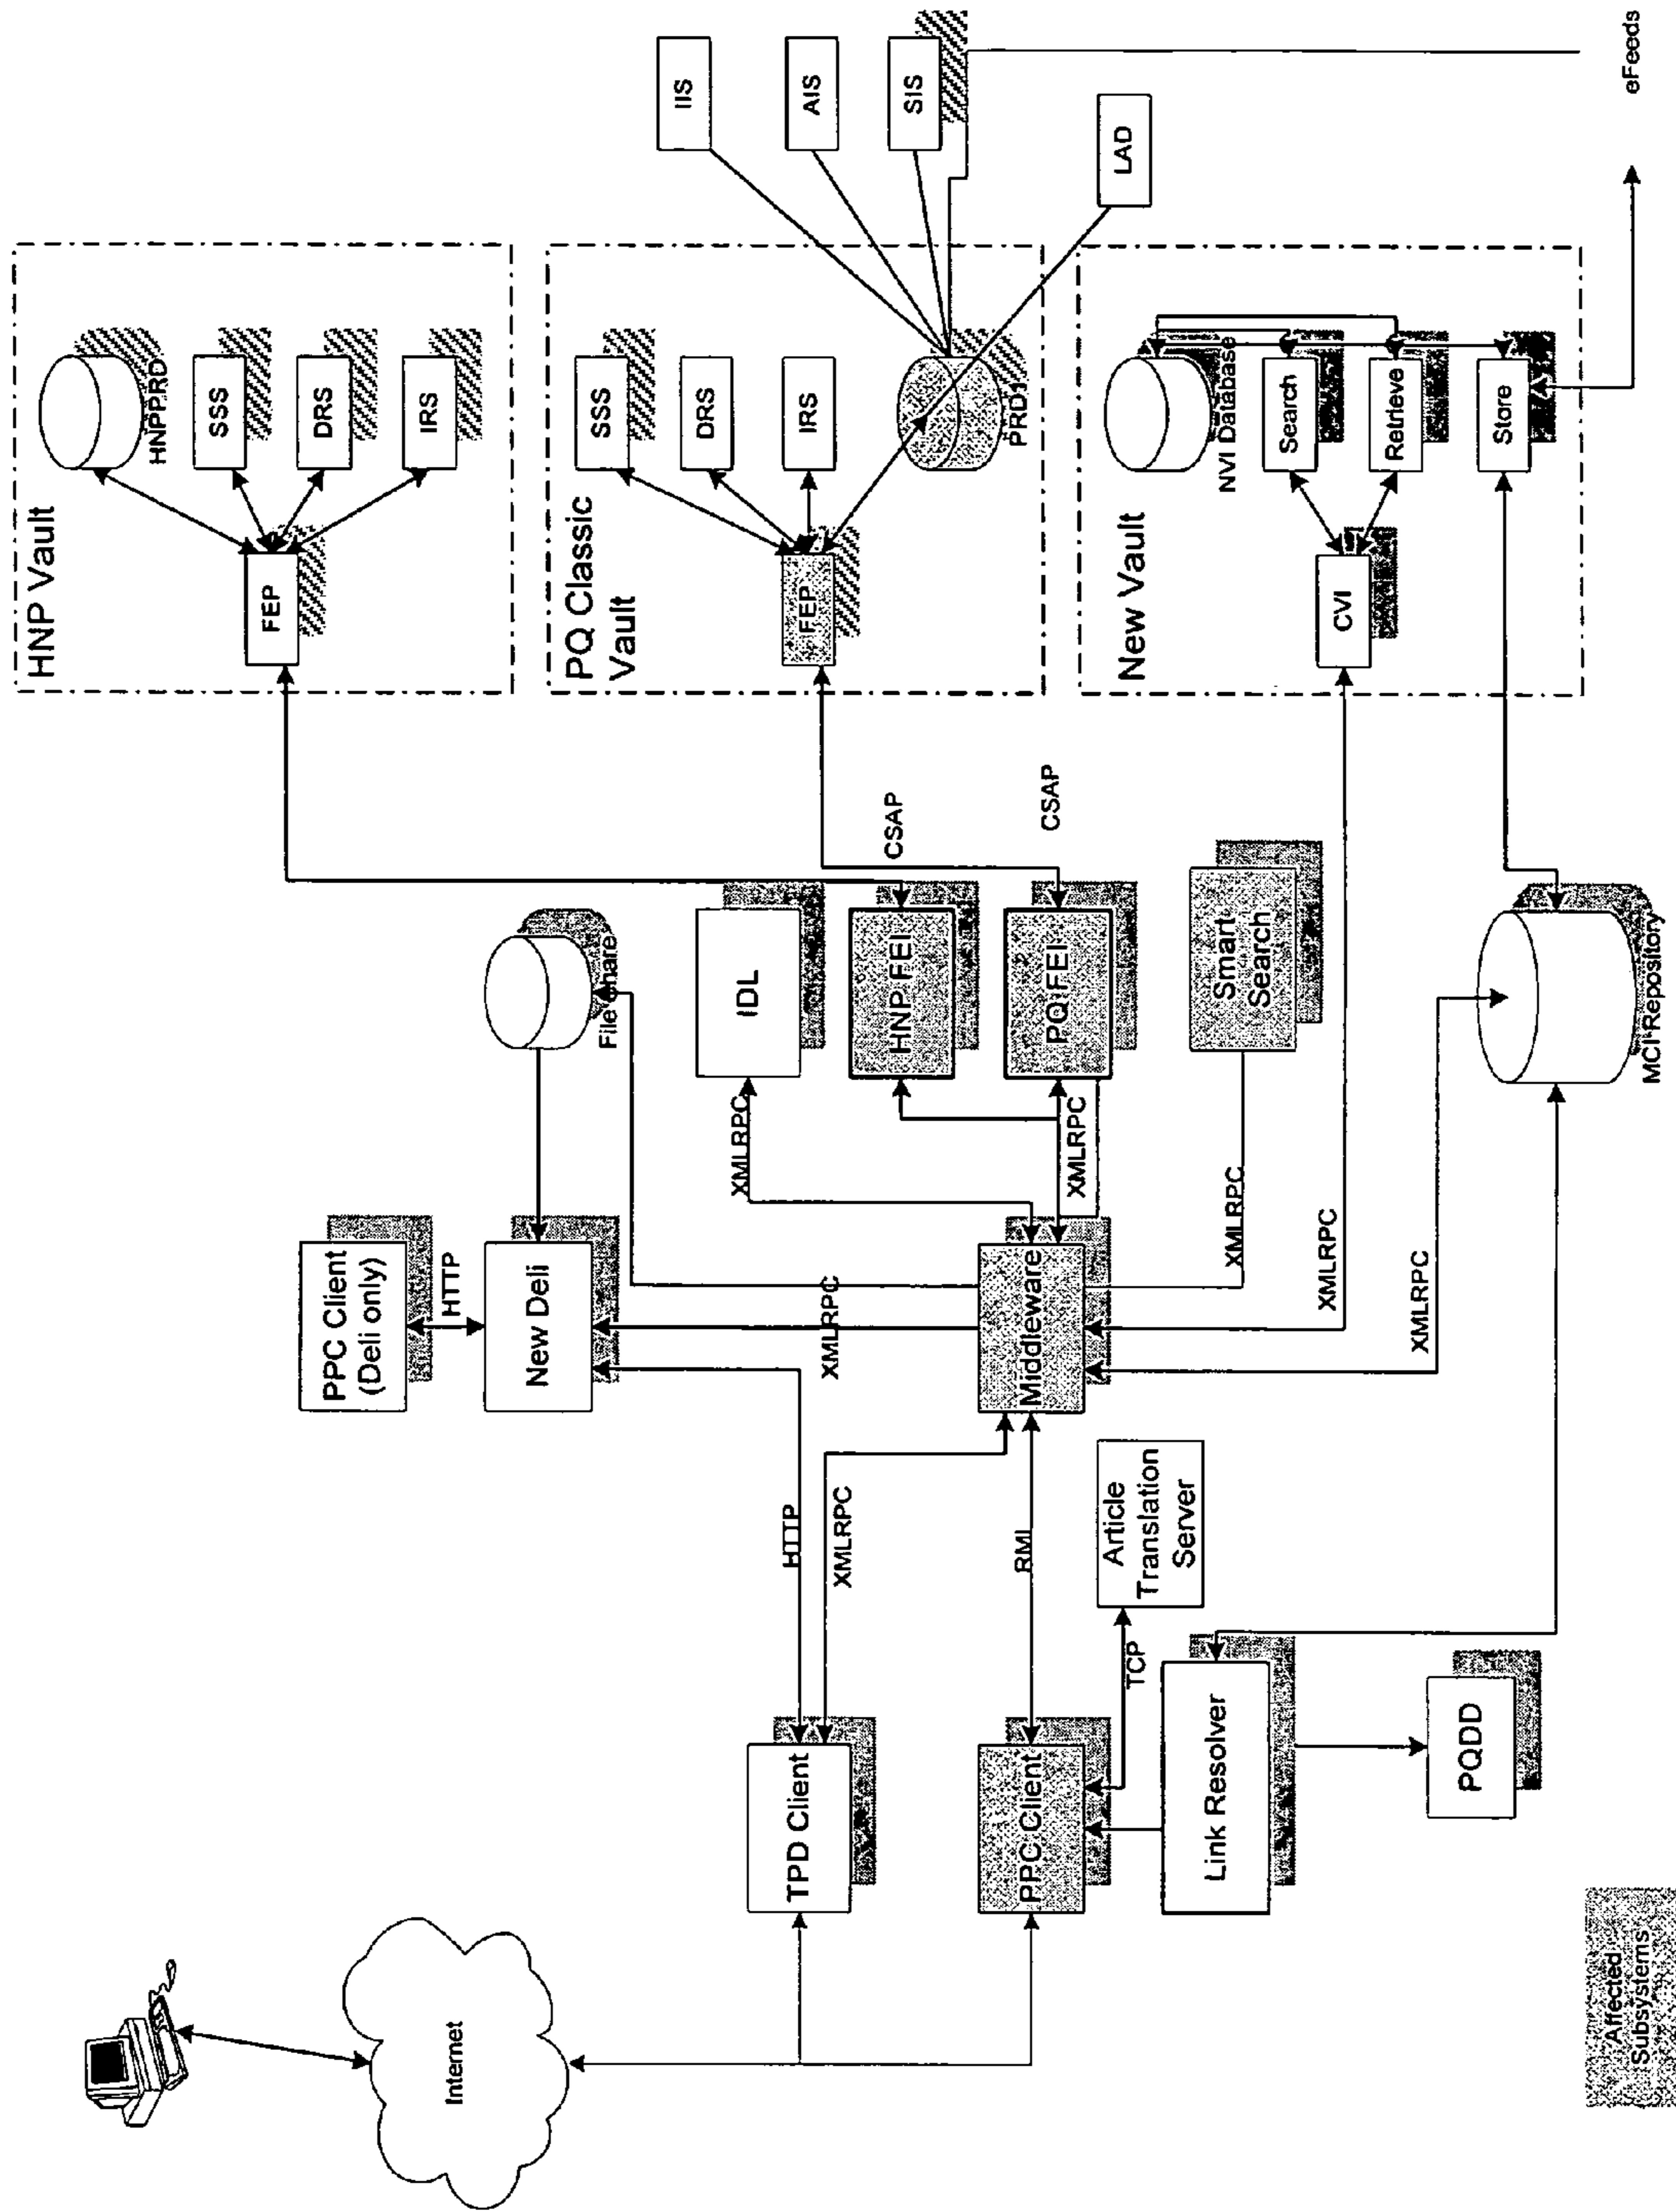 Internet
Affected
Subsystems
TPD Client
PPC Client
Link Resolver
PQDD
HTTP
XMLRPC
RMI
TCP
Article
Translation
Server
PPC Client
(Deli only)
HTTP
New Deli
XMLRPC
Middleware
File Share
XMLRPC
IDL
HNP FEI
XMLRPC
PQ FEI
XMLRPC
Smart
Search
XMLRPC
XMLRPC
MCI Repository
CSAP
CSAP
HNP Vault
FEP
HNPPRD
SSS
DRS
IRS
PQ Classic
Vault
FEP
SSS
DRS
IRS
PRD1
New Vault
CVI
NVI Database
Search
Retrieve
Store
IIS
AIS
SIS
LAD
eFeeds